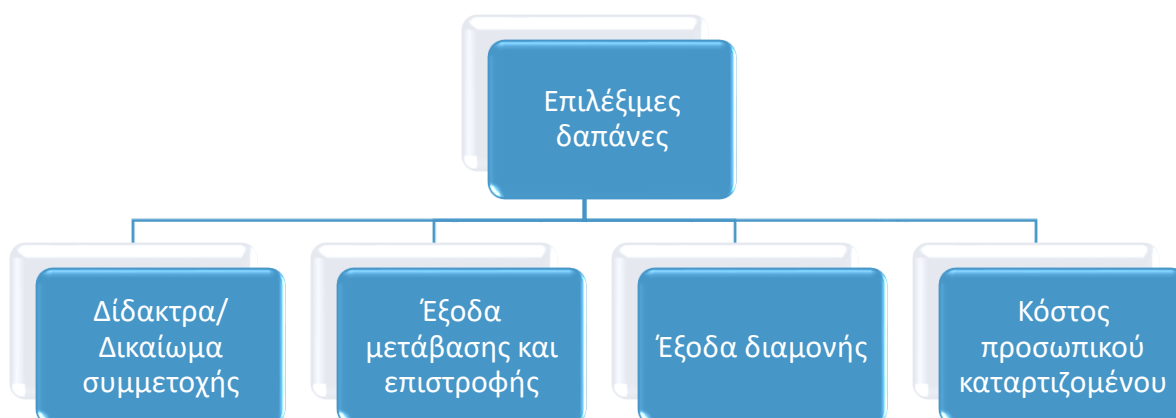 Επιλέξιμες
δαπάνες
Δίδακτρα/
Δικαίωμα
συμμετοχής
Έξοδα
μετάβασης και
επιστροφής
Έξοδα διαμονής
Κόστος
προσωπικού
καταρτιζομένου